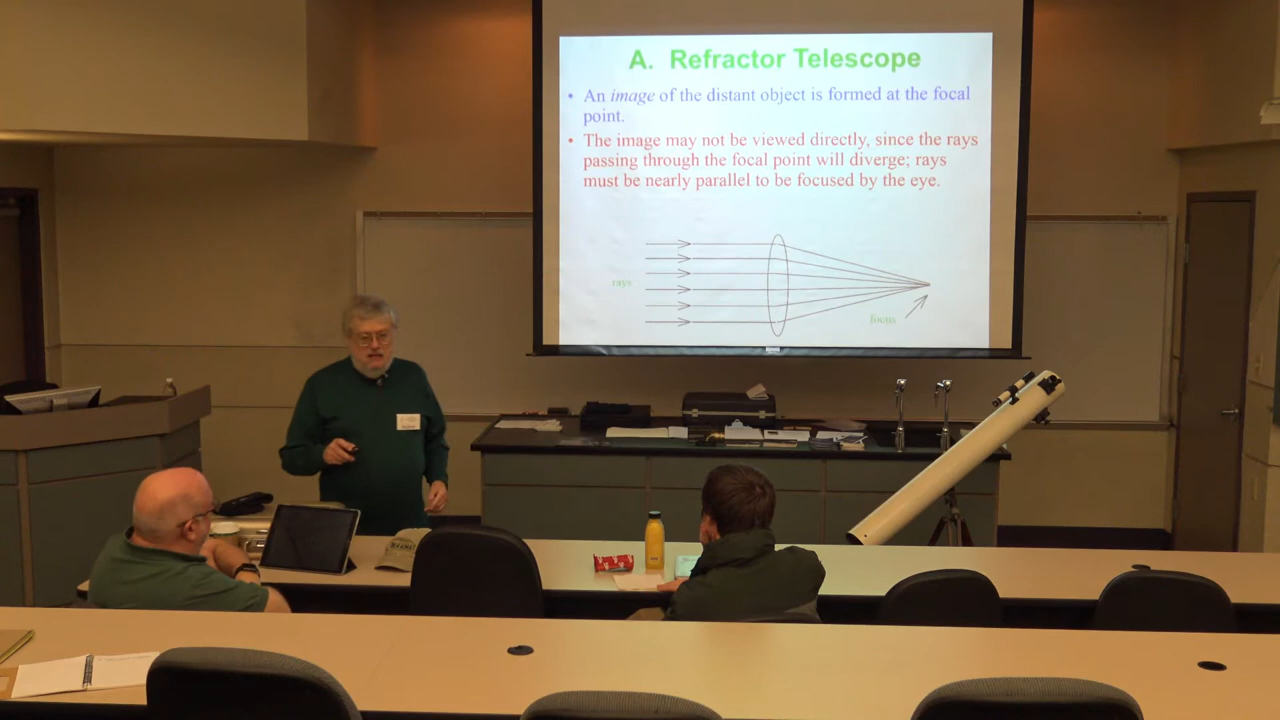 A. Refractor Telescope
• An image of the distant object is formed at the focal
point.
• The image may not be viewed directly, since the rays
passing through the focal point will diverge; rays
must be nearly parallel to be focused by the eye.
rays
focus